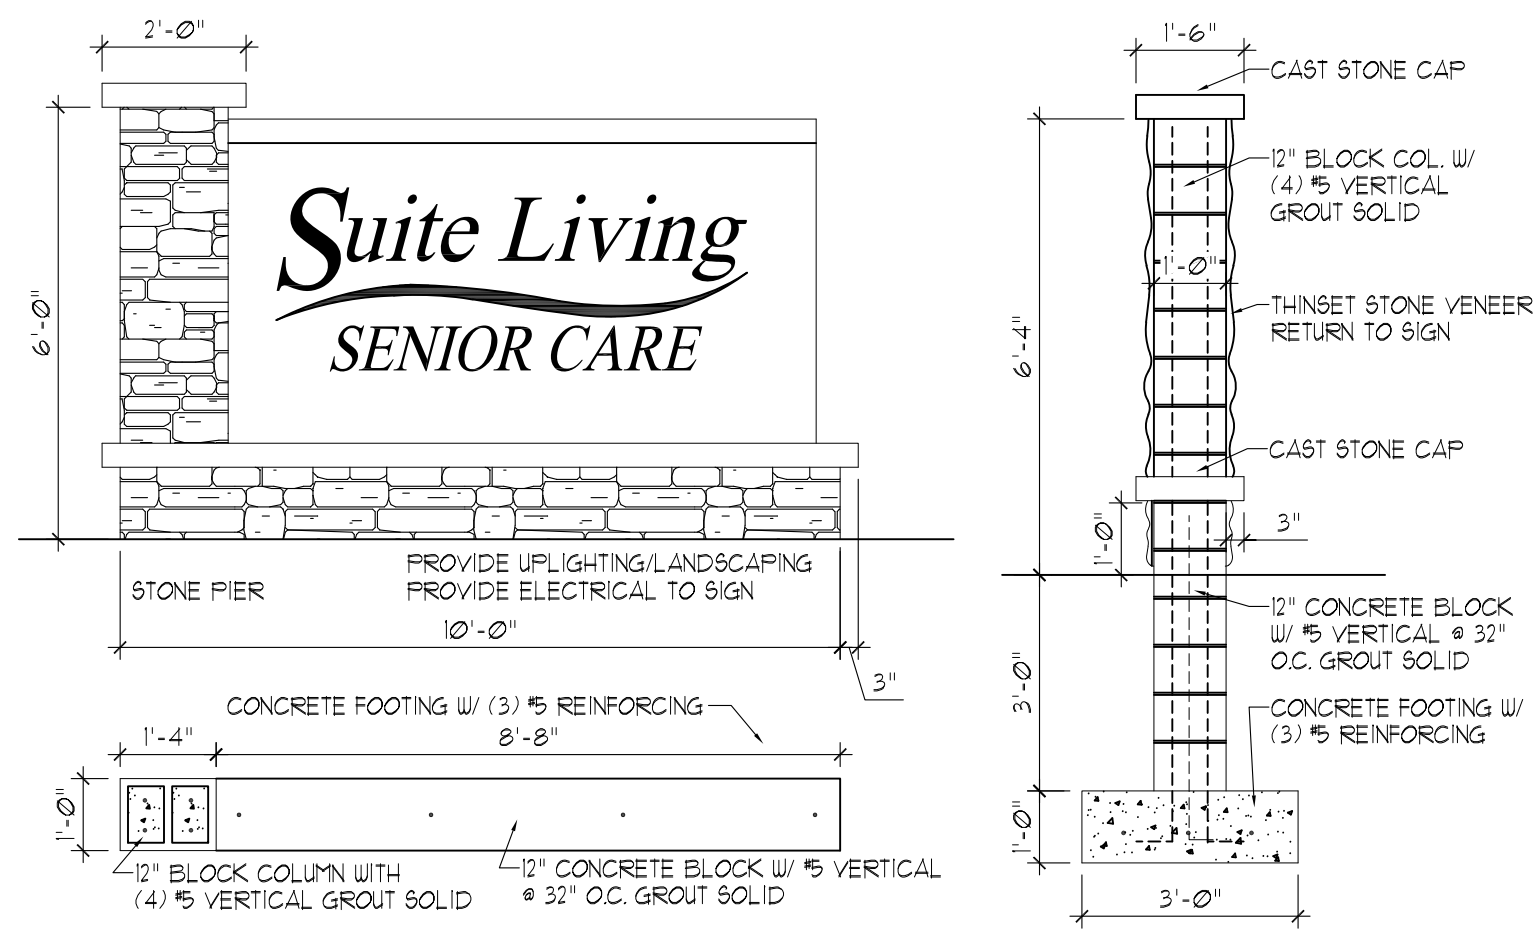 2'-0"
6'-0"
Suite Living
SENIOR CARE
STONE PIER
PROVIDE UPLIGHTING/LANDSCAPING
PROVIDE ELECTRICAL TO SIGN
10'-0"
3"
CONCRETE FOOTING W/ (3) #5 REINFORCING
1'-4"
8'-8"
1'-0"
12" BLOCK COLUMN WITH
(4) #5 VERTICAL GROUT SOLID
12" CONCRETE BLOCK W/ #5 VERTICAL
@ 32" O.C. GROUT SOLID
1'-6"
CAST STONE CAP
12" BLOCK COL. W/
(4) #5 VERTICAL
GROUT SOLID
1'-0"
THINSET STONE VENEER
RETURN TO SIGN
6'-4"
CAST STONE CAP
1'-0"
3"
12" CONCRETE BLOCK
W/ #5 VERTICAL @ 32"
O.C. GROUT SOLID
3'-0"
CONCRETE FOOTING W/
(3) #5 REINFORCING
1'-0"
3'-0"